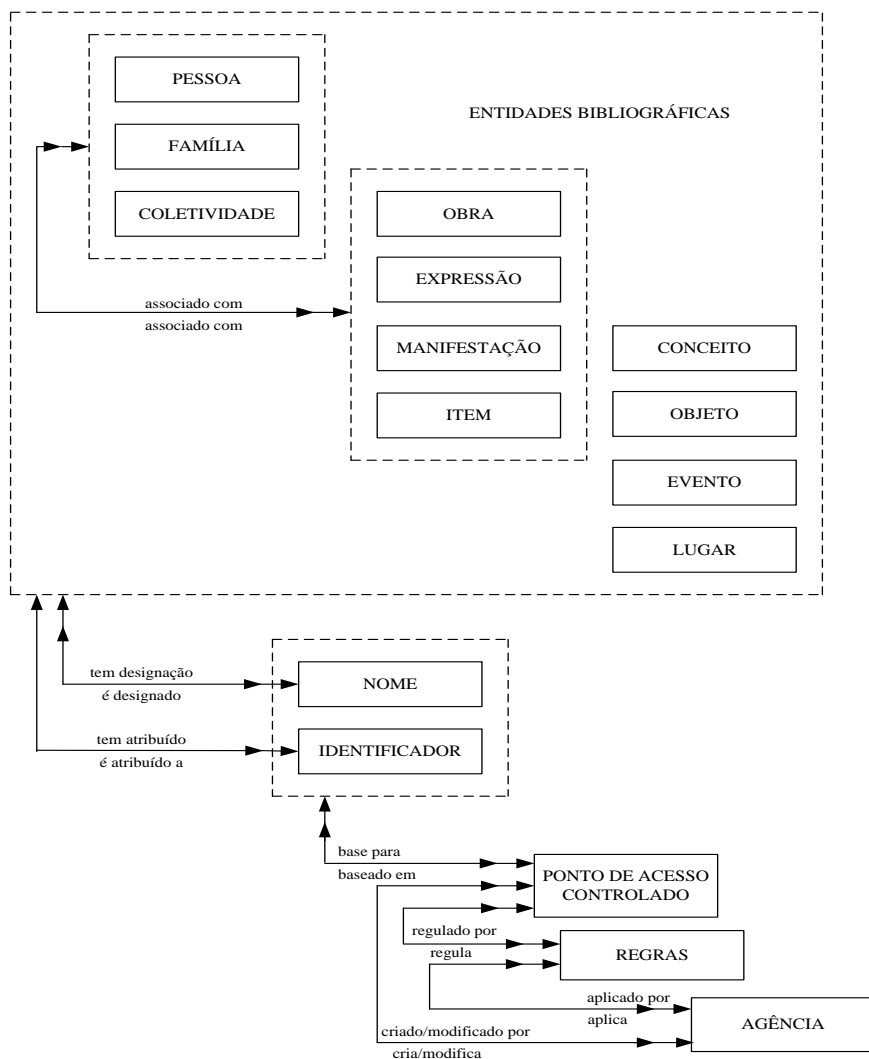 PESSOA
ENTIDADES BIBLIOGRÁFICAS
FAMÍLIA
COLETIVIDADE
OBRA
EXPRESSÃO
associado com
associado com
MANIFESTAÇÃO
CONCEITO
ITEM
OBJETO
EVENTO
LUGAR
tem designação
é designado
NOME
tem atribuído
é atribuído a
IDENTIFICADOR
base para
baseado em
PONTO DE ACESSO
CONTROLADO
regulado por
regula
REGRAS
aplicado por
aplica
AGÊNCIA
criado/modificado por
cria/modifica